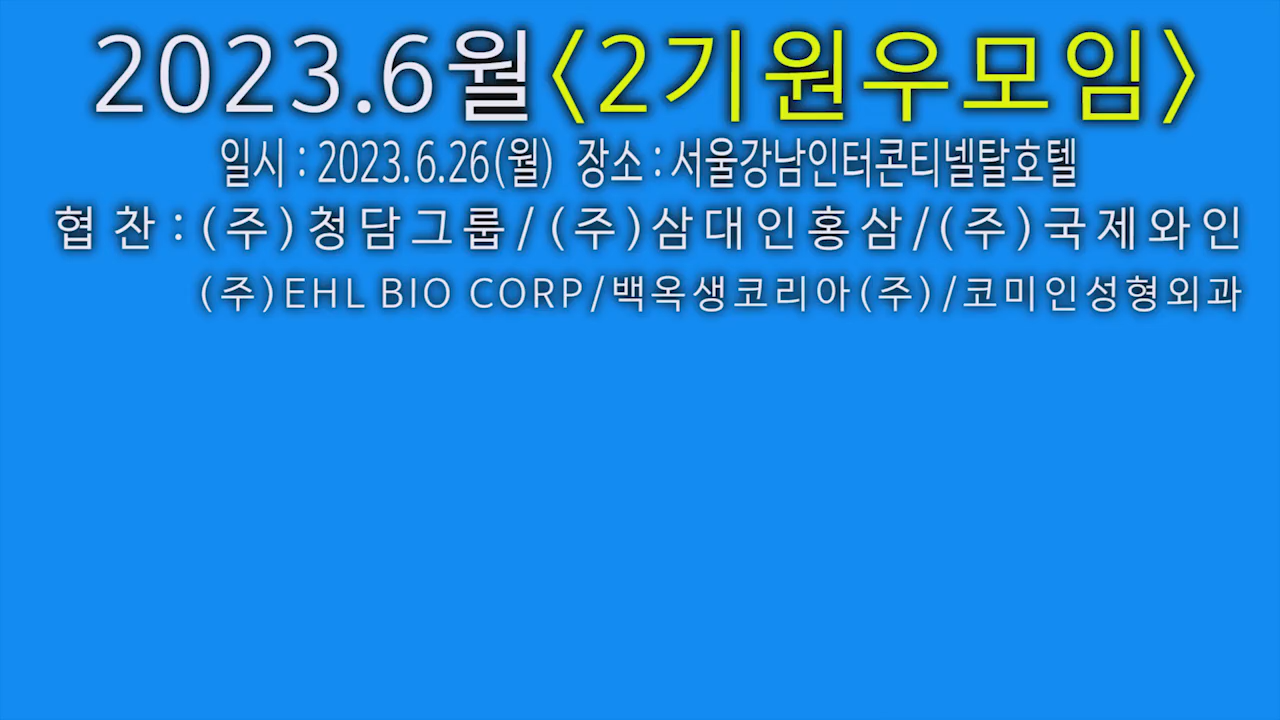 2023.6월〈2기원우모임〉
일시 : 2023.6.26(월) 장소 : 서울강남인터콘티넬탈호텔
협찬 : (주)청담그룹/(주)삼대인홍삼/(주)국제와인
(주)EHL BIO CORP/백옥생코리아(주)/코미인성형외과